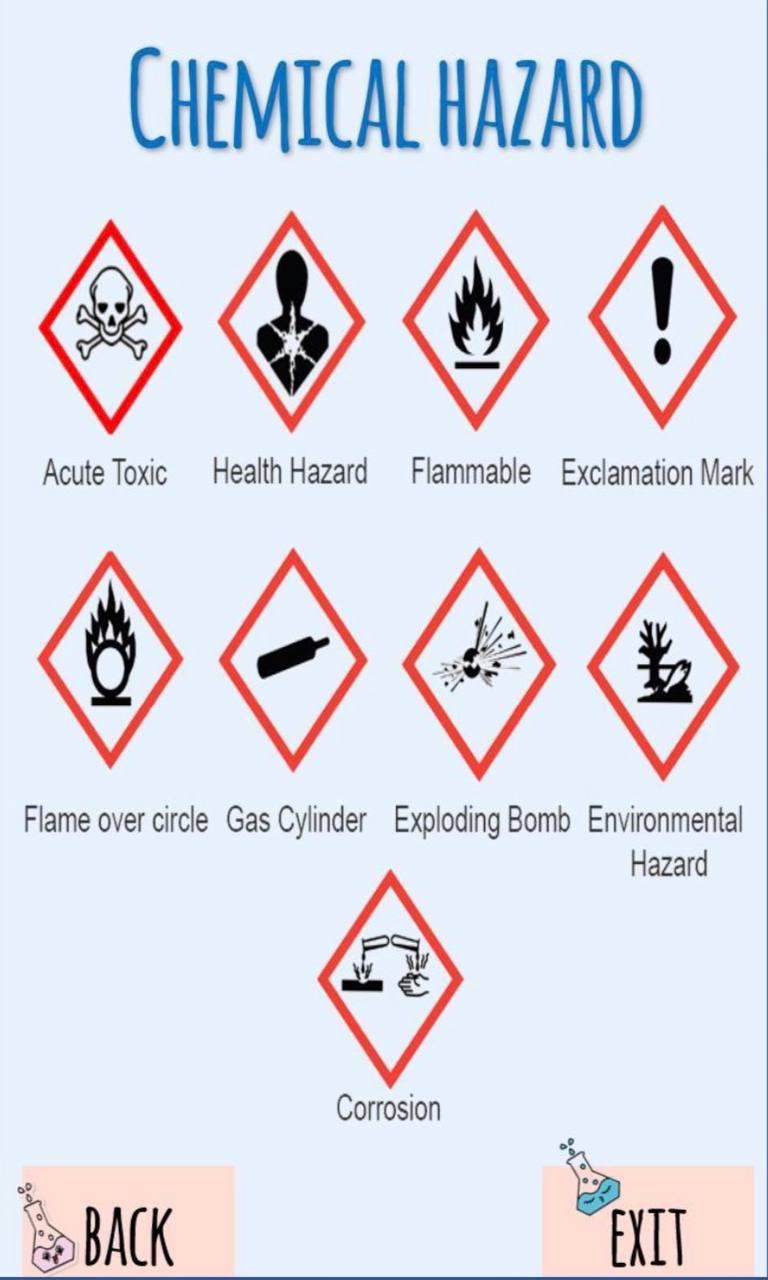 CHEMICAL HAZARD
Acute Toxic Health Hazard Flammable Exclamation Mark
Flame over circle Gas Cylinder Exploding Bomb Environmental
Hazard
Corrosion
BACK EXIT